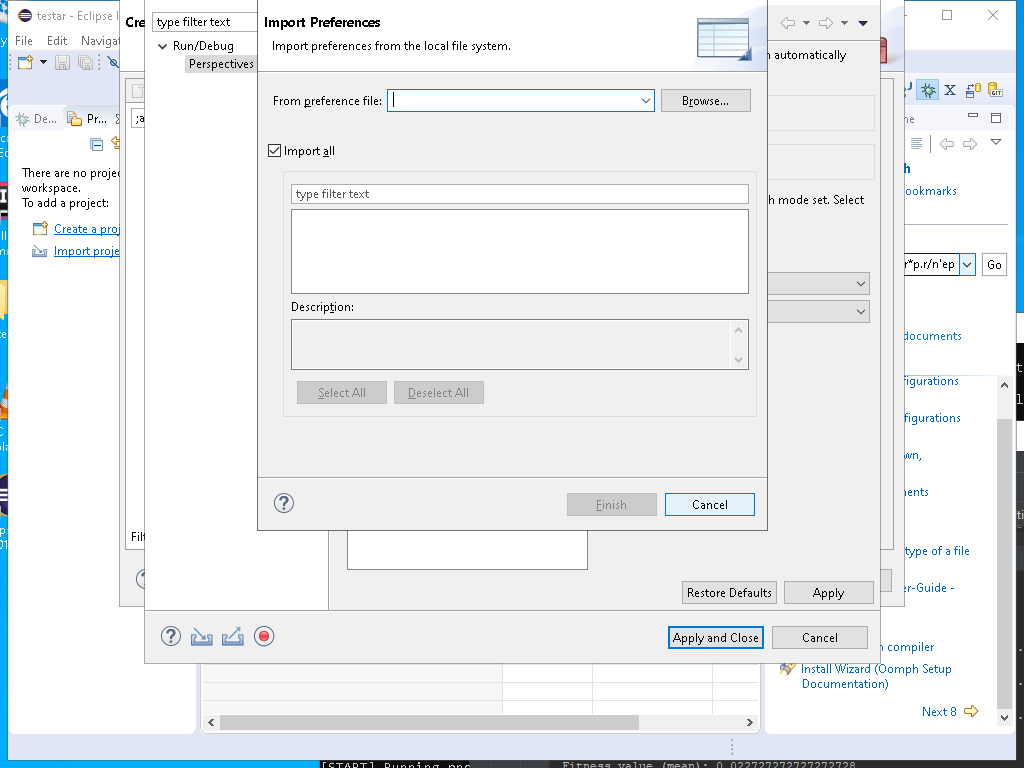 testar - Eclipse
File Edit Naviga
De...
Pr...
There are no proje
workspace.
To add a project:
Create a proj
Import proje
Cre
Filt
type filter text
Run/Debug
Perspectives
Import Preferences
Import preferences from the local file system.
From preference file:
Browse...
Import all
type filter text
Description:
Select All
Deselect All
Finish
Cancel
automatically
h mode set. Select
Restore Defaults
Apply
Apply and Close
Cancel
X
GIT
ne
h
ookmarks
r*p.r/n'ep
Go
documents
figurations
figurations
wn,
ents
type of a file
er-Guide -
n compiler
Install Wizard (Oomph Setup
Documentation)
Next 8
[START] Running
Fitness value (mean): 0.022727272727272728